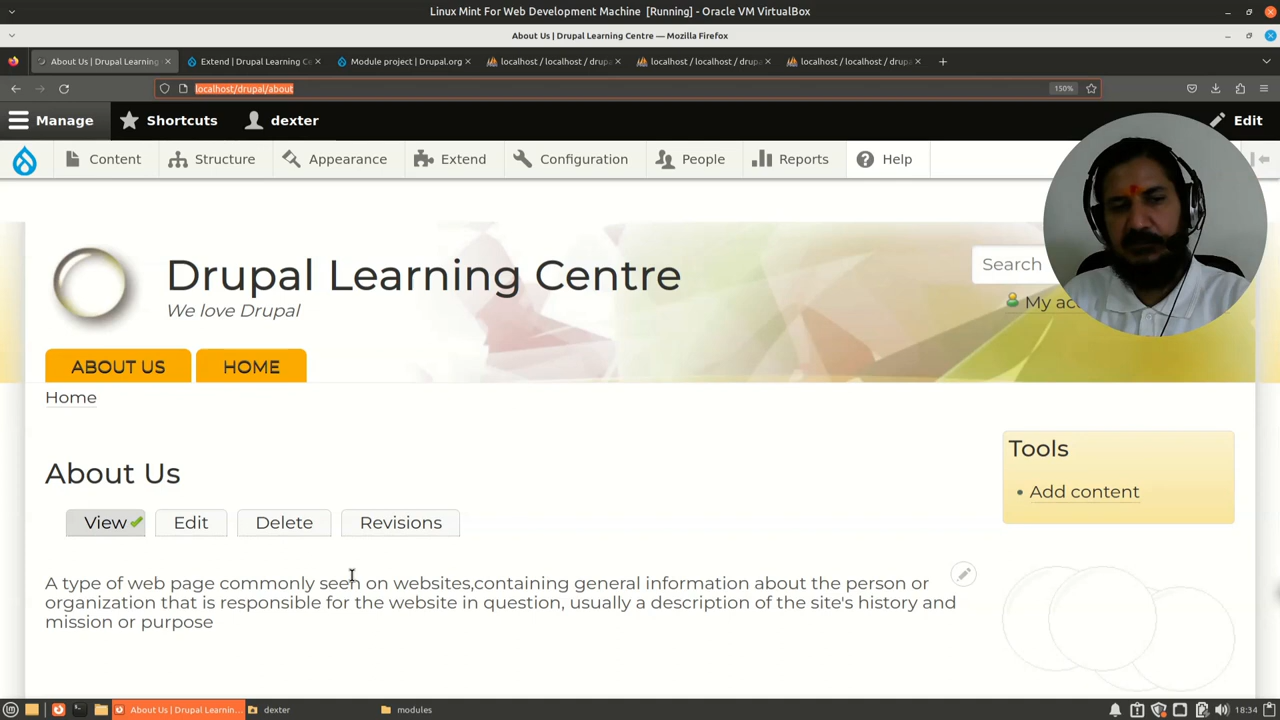 Linux Mint For Web Development Machine [Running] - Oracle VM VirtualBox
About Us | Drupal Learning Centre — Mozilla Firefox
About Us | Drupal Learning
Extend | Drupal Learning Ce
Module project | Drupal.org
localhost / localhost / drupa
localhost / localhost / drupa
localhost / localhost / drupa
localhost/drupal/about
150%
Manage
Shortcuts
dexter
Edit
Content
Structure
Appearance
Extend
Configuration
People
Reports
Help
Drupal Learning Centre
We love Drupal
Search
My
ABOUT US
HOME
Home
About Us
View
Edit
Delete
Revisions
Tools
Add content
A type of web page commonly seen on websites,containing general information about the person or
organization that is responsible for the website in question, usually a description of the site's history and
mission or purpose
About Us | Drupal Learnin...
dexter
modules
18:34